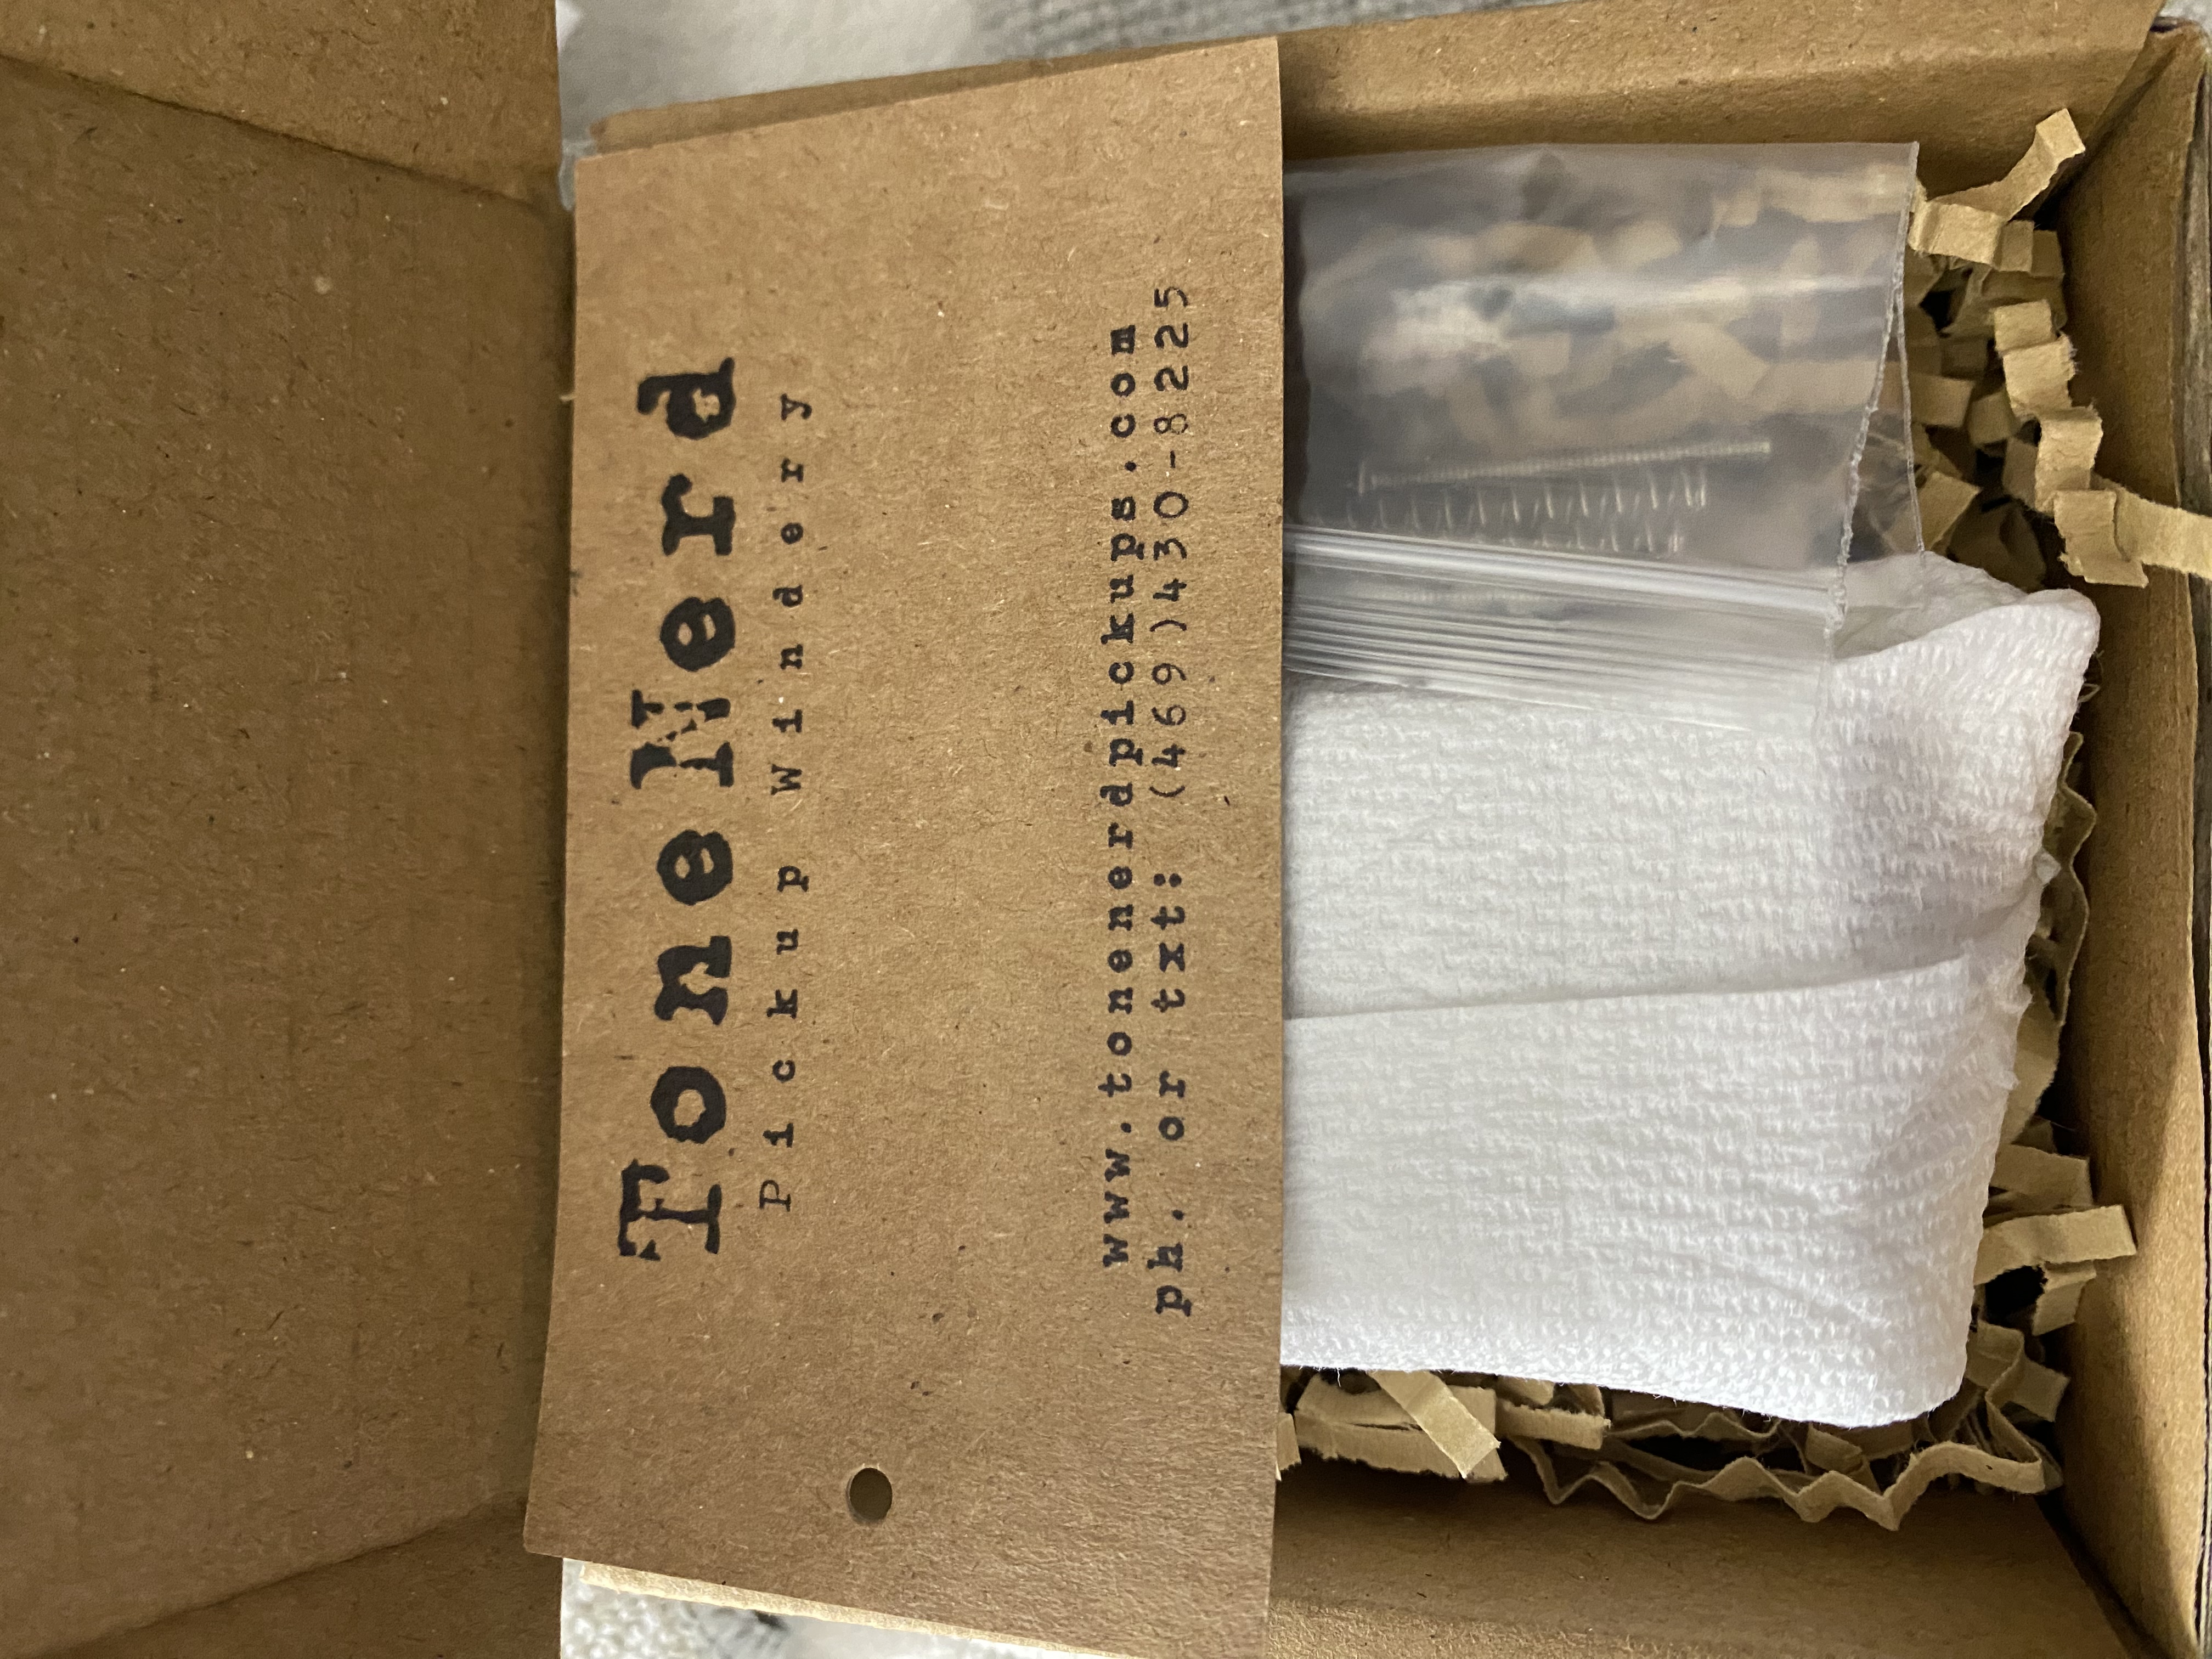 Tone Nerd
Pickup Windery
www.tonenerdpickups.com
ph. or txt: (469)430-8225